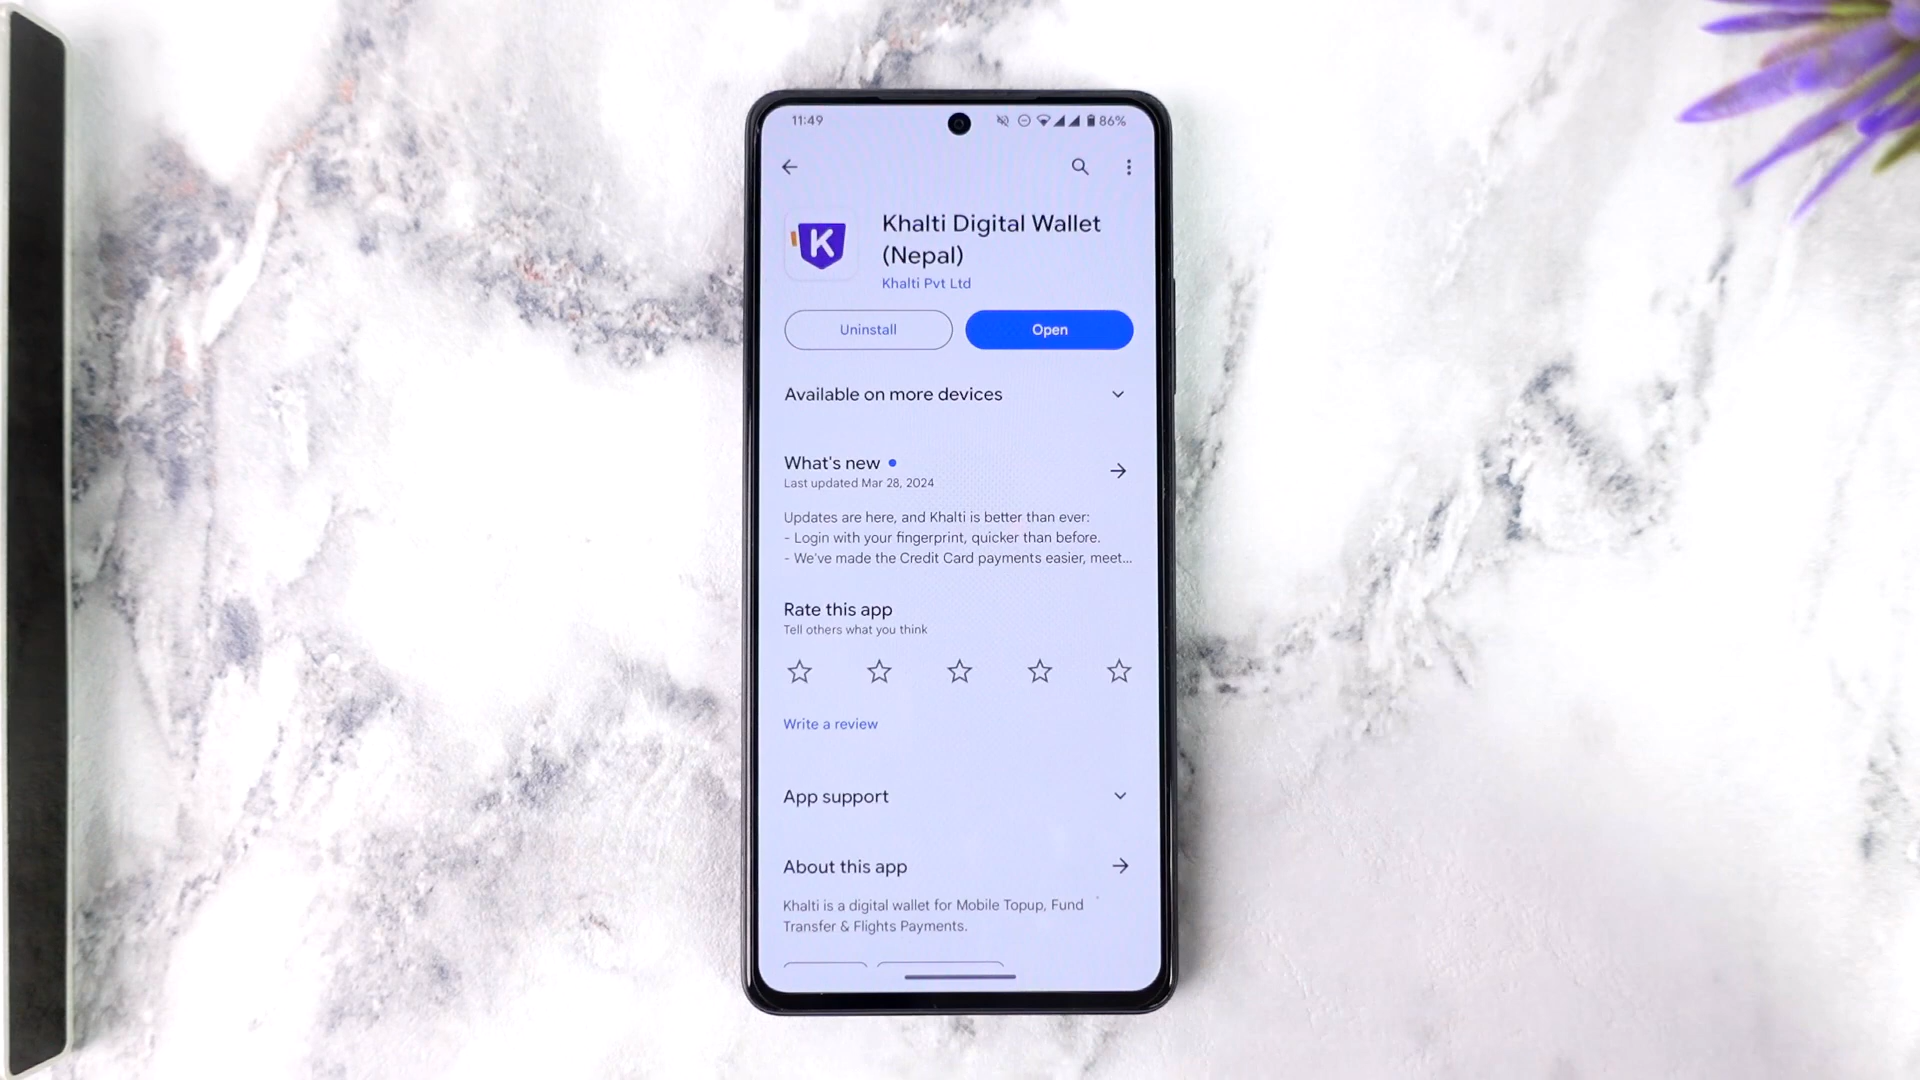 11:49
86%
K
Khalti Digital Wallet
(Nepal)
Khalti Pvt Ltd
Uninstall
Open
Available on more devices
What's new
Last updated Mar 28, 2024
Updates are here, and Khalti is better than ever:
- Login with your fingerprint, quicker than before.
- We've made the Credit Card payments easier, meet...
Rate this app
Tell others what you think
Write a review
App support
About this app
Khalti is a digital wallet for Mobile Topup, Fund
Transfer & Flights Payments.